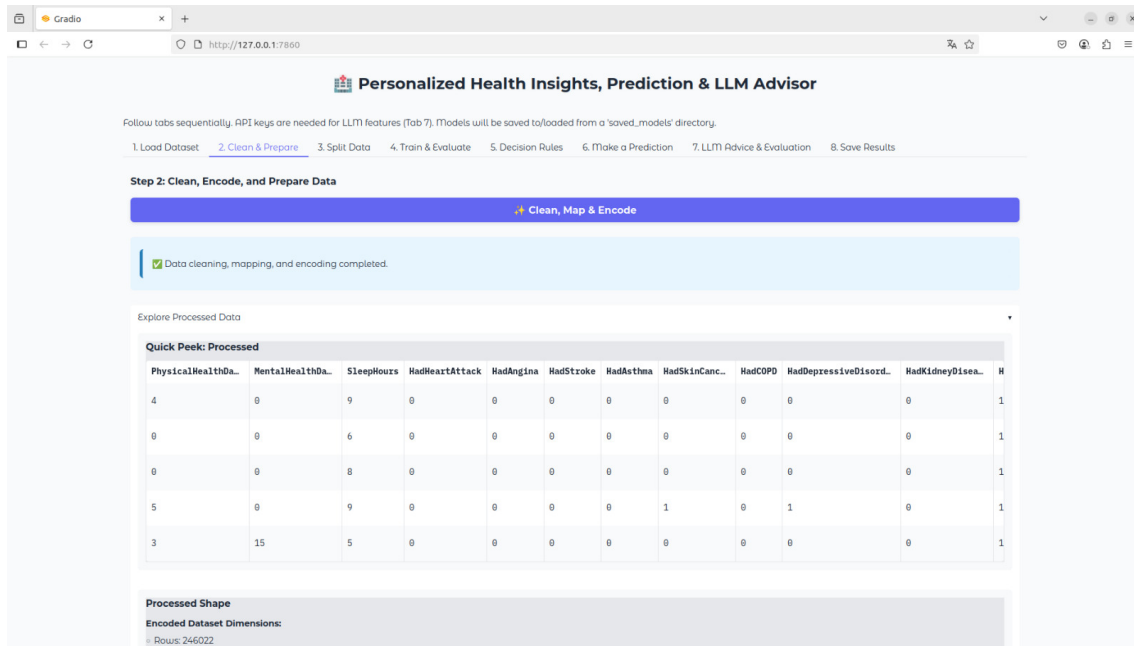 Gradio
http://127.0.0.1:7860
🏥 Personalized Health Insights, Prediction & LLM Advisor
Follow tabs sequentially. API keys are needed for LLM features (Tab 7). Models will be saved to/loaded from a 'saved_models' directory.
1. Load Dataset 2. Clean & Prepare 3. Split Data 4. Train & Evaluate 5. Decision Rules 6. Make a Prediction 7. LLM Advice & Evaluation 8. Save Results
Step 2: Clean, Encode, and Prepare Data
✨ Clean, Map & Encode
✅ Data cleaning, mapping, and encoding completed.
Explore Processed Data
Quick Peek: Processed
PhysicalHealthDa… MentalHealthDa… SleepHours HadHeartAttack HadAngina HadStroke HadAsthma HadSkinCanc… HadCOPD HadDepressiveDisord… HadKidneyDisea… H
4 0 9 0 0 0 0 0 0 0 0 1
0 0 6 0 0 0 0 0 0 0 0 1
0 0 8 0 0 0 0 0 0 0 0 1
5 0 9 0 0 0 0 1 0 1 0 1
3 15 5 0 0 0 0 0 0 0 0 1
Processed Shape
Encoded Dataset Dimensions:
Rows: 246022